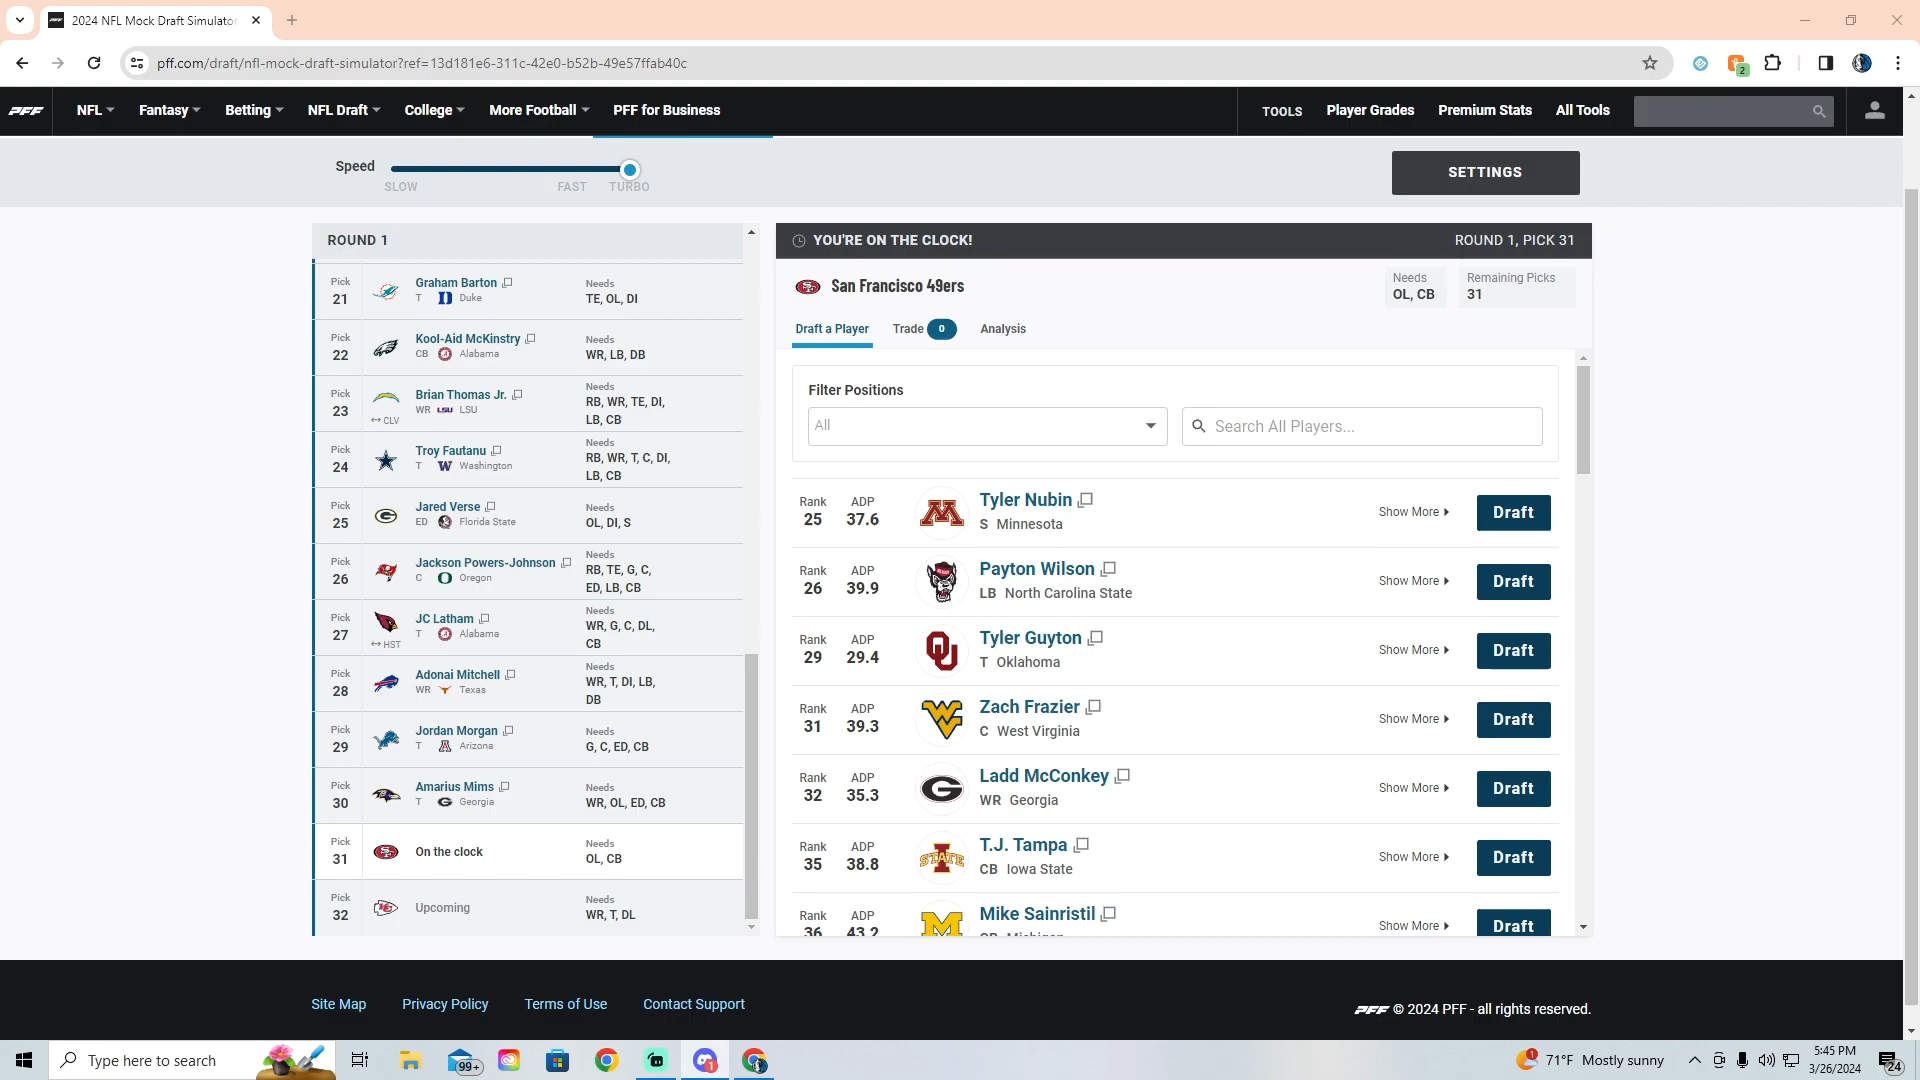 2024 NFL Mock Draft Simulator
pff.com/draft/nfl-mock-draft-simulator?ref=13d181e6-311c-42e0-b52b-49e57ffab40c
2
PFF NFL Fantasy Betting NFL Draft College More Football PFF for Business TOOLS Player Grades Premium Stats All Tools
Speed
SLOW FAST TURBO
SETTINGS
ROUND 1
Pick 21 Graham Barton T Duke Needs TE, OL, DI
Pick 22 Kool-Aid McKinstry CB Alabama Needs WR, LB, DB
Pick 23 CLV Brian Thomas Jr. WR LSU LSU Needs RB, WR, TE, DI, LB, CB
Pick 24 Troy Fautanu T Washington Needs RB, WR, T, C, DI, LB, CB
Pick 25 Jared Verse ED Florida State Needs OL, DI, S
Pick 26 Jackson Powers-Johnson C Oregon Needs RB, TE, G, C, ED, LB, CB
Pick 27 HST JC Latham T Alabama Needs WR, G, C, DL, CB
Pick 28 Adonai Mitchell WR Texas Needs WR, T, DI, LB, DB
Pick 29 Jordan Morgan T Arizona Needs G, C, ED, CB
Pick 30 Amarius Mims T Georgia Needs WR, OL, ED, CB
Pick 31 On the clock Needs OL, CB
Pick 32 Upcoming Needs WR, T, DL
YOU'RE ON THE CLOCK! ROUND 1, PICK 31
San Francisco 49ers
Needs OL, CB
Remaining Picks 31
Draft a Player Trade 0 Analysis
Filter Positions
All
Search All Players...
Rank 25 ADP 37.6 Tyler Nubin S Minnesota Show More Draft
Rank 26 ADP 39.9 Payton Wilson LB North Carolina State Show More Draft
Rank 29 ADP 29.4 Tyler Guyton T Oklahoma Show More Draft
Rank 31 ADP 39.3 Zach Frazier C West Virginia Show More Draft
Rank 32 ADP 35.3 Ladd McConkey WR Georgia Show More Draft
Rank 35 ADP 38.8 T.J. Tampa CB Iowa State Show More Draft
Rank 36 ADP 43.2 Mike Sainristil CB Michigan Show More Draft
Site Map Privacy Policy Terms of Use Contact Support
PFF © 2024 PFF - all rights reserved.
Type here to search
99+
1
1
71°F Mostly sunny
5:45 PM
3/26/2024
24